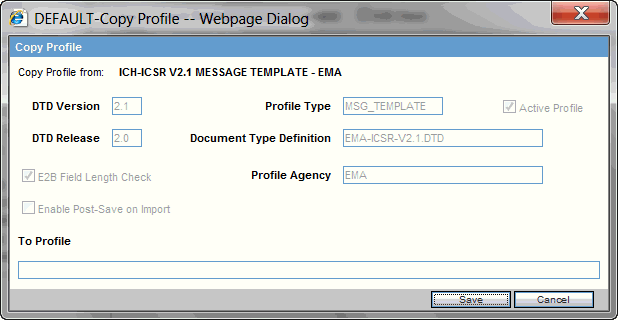 DEFAULT-Copy Profile -- Webpage Dialog
Copy Profile
Copy Profile from: ICH-ICSR V2.1 MESSAGE TEMPLATE - EMA
DTD Version 2.1 Profile Type MSG_TEMPLATE Active Profile
DTD Release 2.0 Document Type Definition EMA-ICSR-V2.1.DTD
E2B Field Length Check Profile Agency EMA
Enable Post-Save on Import
To Profile
Save Cancel